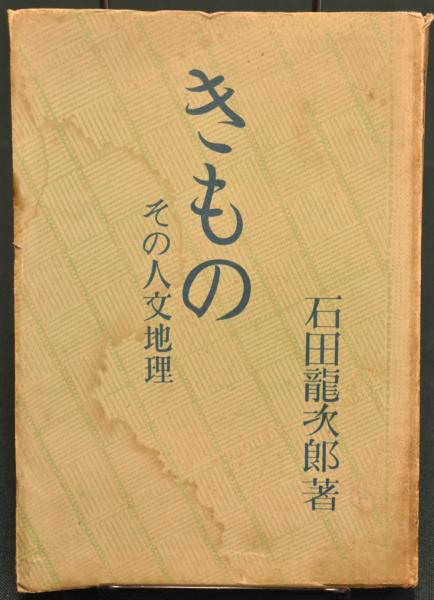 きもの
その人文地理
石田龍次郎著